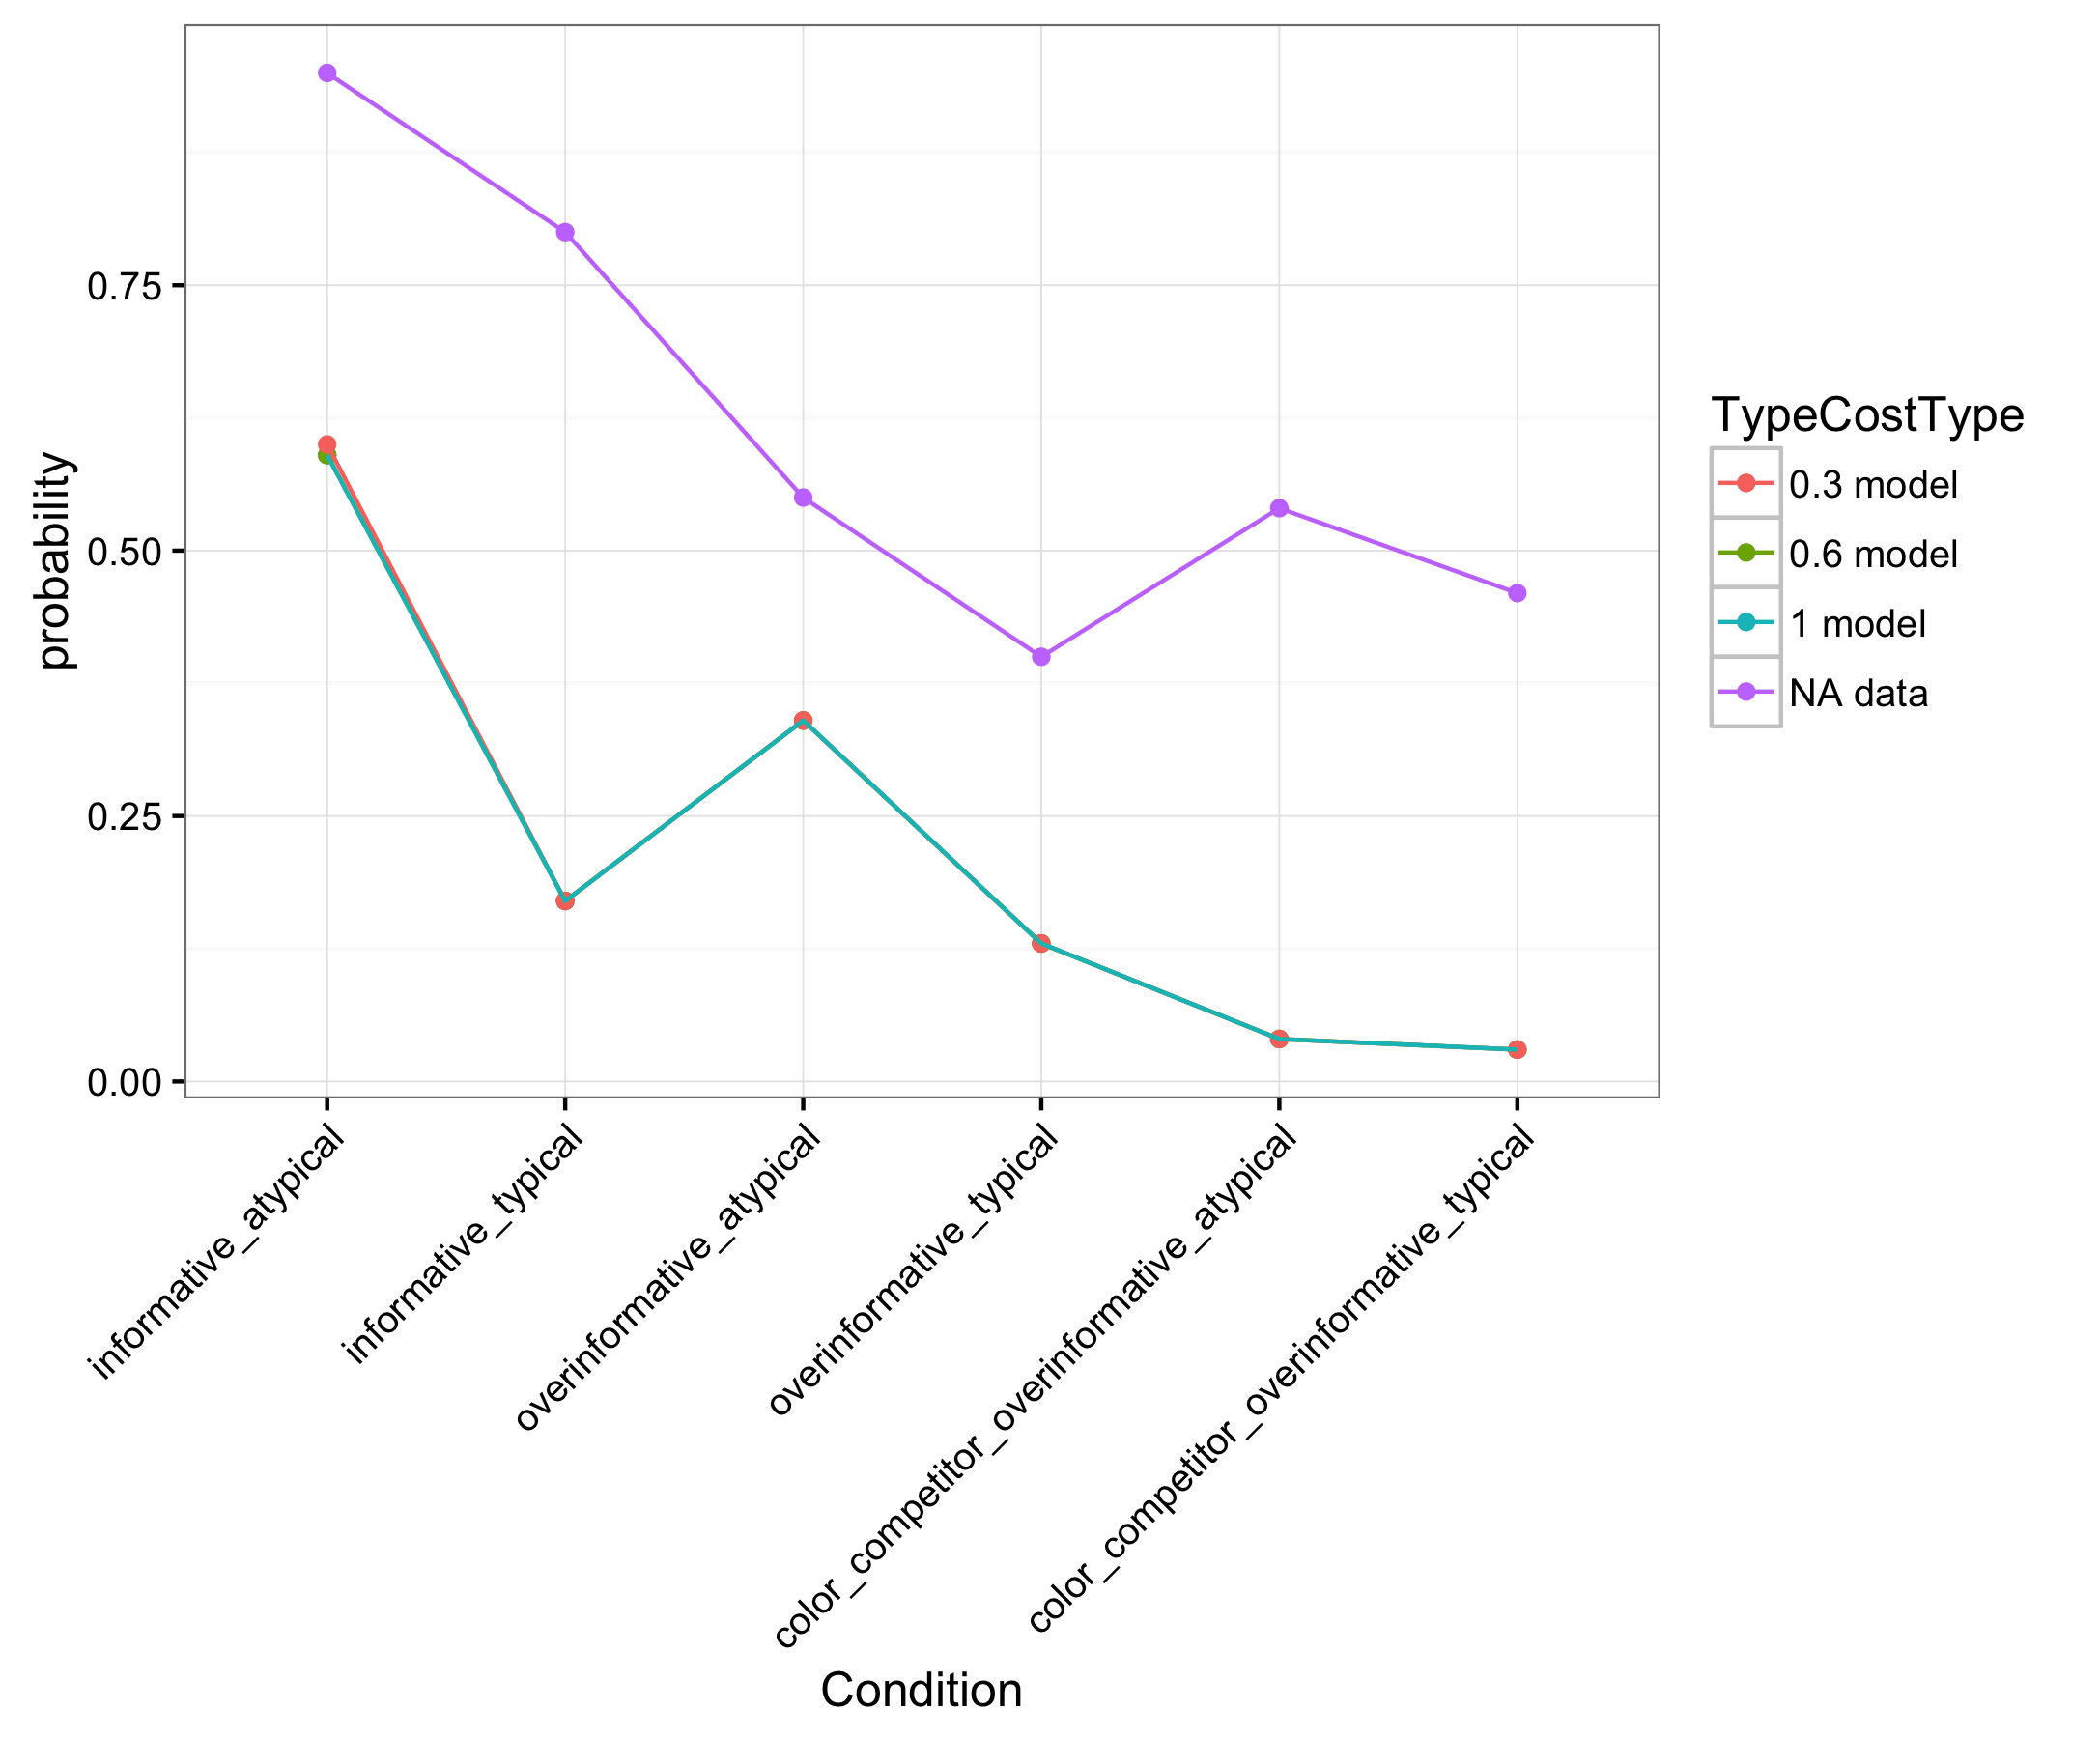 probability
0.75
0.50
0.25
0.00
informative_atypical
informative_typical
overinformative_atypical
overinformative_typical
color_competitor_overinformative_atypical
color_competitor_overinformative_typical
Condition
TypeCostType
0.3 model
0.6 model
1 model
NA data